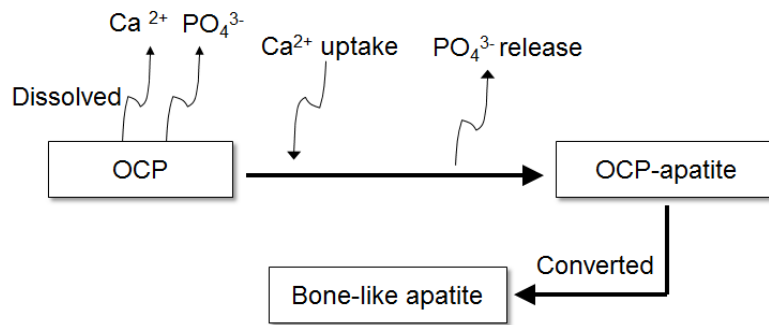 Ca ²⁺ PO₄³⁻
Ca²⁺ uptake
PO₄³⁻ release
Dissolved
OCP
OCP-apatite
Converted
Bone-like apatite